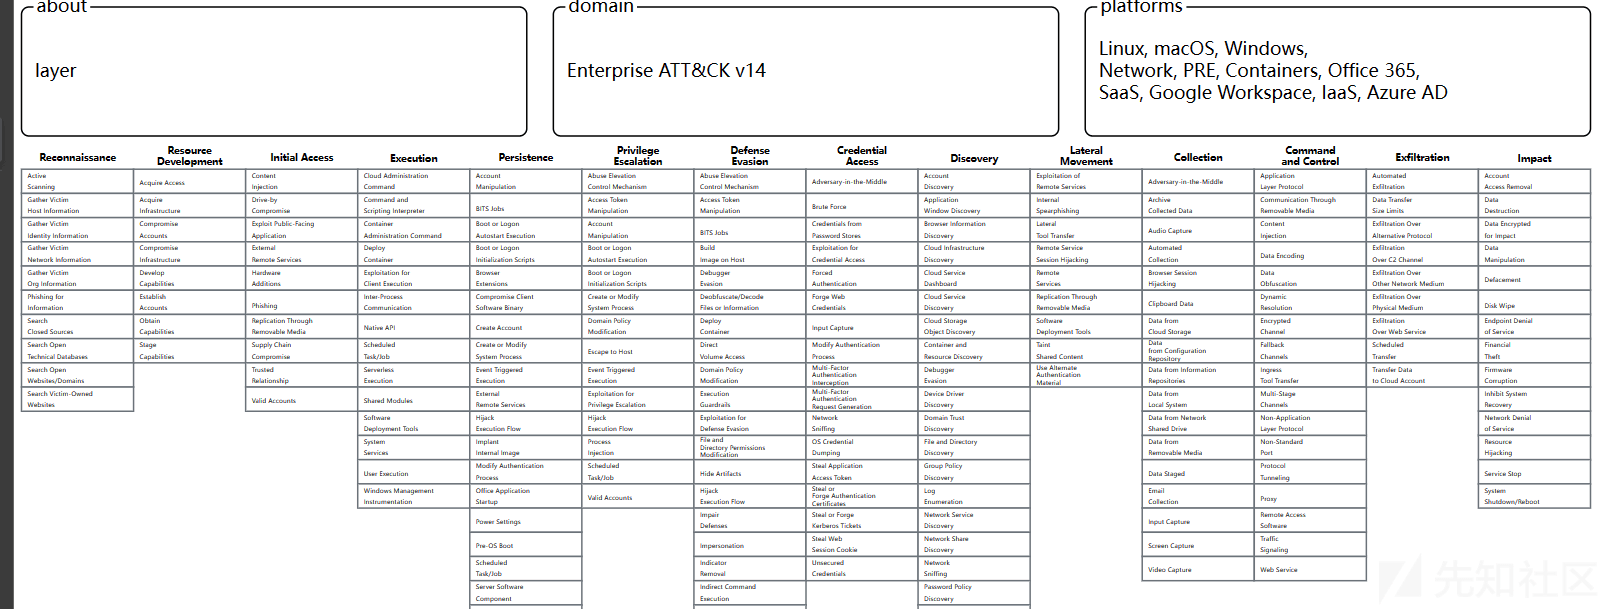 about
layer
domain
Enterprise ATT&CK v14
platforms
Linux, macOS, Windows,
Network, PRE, Containers, Office 365,
SaaS, Google Workspace, IaaS, Azure AD
Reconnaissance
Active
Scanning
Gather Victim
Host Information
Gather Victim
Identity Information
Gather Victim
Network Information
Gather Victim
Org Information
Phishing for
Information
Search
Closed Sources
Search Open
Technical Databases
Search Open
Websites/Domains
Search Victim-Owned
Websites
Resource
Development
Acquire Access
Acquire
Infrastructure
Compromise
Accounts
Compromise
Infrastructure
Develop
Capabilities
Establish
Accounts
Obtain
Capabilities
Stage
Capabilities
Initial Access
Content
Injection
Drive-by
Compromise
Exploit Public-Facing
Application
External
Remote Services
Hardware
Additions
Phishing
Replication Through
Removable Media
Supply Chain
Compromise
Trusted
Relationship
Valid Accounts
Execution
Cloud Administration
Command
Command and
Scripting Interpreter
Container
Administration Command
Deploy
Container
Exploitation for
Client Execution
Inter-Process
Communication
Native API
Scheduled
Task/Job
Serverless
Execution
Shared Modules
Software
Deployment Tools
System
Services
User Execution
Windows Management
Instrumentation
Persistence
Account
Manipulation
BITS Jobs
Boot or Logon
Autostart Execution
Boot or Logon
Initialization Scripts
Browser
Extensions
Compromise Client
Software Binary
Create Account
Create or Modify
System Process
Event Triggered
Execution
External
Remote Services
Hijack
Execution Flow
Implant
Internal Image
Modify Authentication
Process
Office Application
Startup
Power Settings
Pre-OS Boot
Scheduled
Task/Job
Server Software
Component
Privilege
Escalation
Abuse Elevation
Control Mechanism
Access Token
Manipulation
Account
Manipulation
Boot or Logon
Autostart Execution
Boot or Logon
Initialization Scripts
Create or Modify
System Process
Domain Policy
Modification
Escape to Host
Event Triggered
Execution
Exploitation for
Privilege Escalation
Hijack
Execution Flow
Process
Injection
Scheduled
Task/Job
Valid Accounts
Defense
Evasion
Abuse Elevation
Control Mechanism
Access Token
Manipulation
BITS Jobs
Build
Image on Host
Debugger
Evasion
Deobfuscate/Decode
Files or Information
Deploy
Container
Direct
Volume Access
Domain Policy
Modification
Execution
Guardrails
Exploitation for
Defense Evasion
File and
Directory Permissions
Modification
Hide Artifacts
Hijack
Execution Flow
Impair
Defenses
Impersonation
Indicator
Removal
Indirect Command
Execution
Credential
Access
Adversary-in-the-Middle
Brute Force
Credentials from
Password Stores
Exploitation for
Credential Access
Forced
Authentication
Forge Web
Credentials
Input Capture
Modify Authentication
Process
Multi-Factor
Authentication
Interception
Multi-Factor
Authentication
Request Generation
Network
Sniffing
OS Credential
Dumping
Steal Application
Access Token
Steal or
Forge Authentication
Certificates
Steal or Forge
Kerberos Tickets
Steal Web
Session Cookie
Unsecured
Credentials
Discovery
Account
Discovery
Application
Window Discovery
Browser Information
Discovery
Cloud Infrastructure
Discovery
Cloud Service
Dashboard
Cloud Service
Discovery
Cloud Storage
Object Discovery
Container and
Resource Discovery
Debugger
Evasion
Device Driver
Discovery
Domain Trust
Discovery
File and Directory
Discovery
Group Policy
Discovery
Log
Enumeration
Network Service
Discovery
Network Share
Discovery
Network
Sniffing
Password Policy
Discovery
Lateral
Movement
Exploitation of
Remote Services
Internal
Spearphishing
Lateral
Tool Transfer
Remote Service
Session Hijacking
Remote
Services
Replication Through
Removable Media
Software
Deployment Tools
Taint
Shared Content
Use Alternate
Authentication
Material
Collection
Adversary-in-the-Middle
Archive
Collected Data
Audio Capture
Automated
Collection
Browser Session
Hijacking
Clipboard Data
Data from
Cloud Storage
Data
from Configuration
Repository
Data from Information
Repositories
Data from
Local System
Data from Network
Shared Drive
Data from
Removable Media
Data Staged
Email
Collection
Input Capture
Screen Capture
Video Capture
Command
and Control
Application
Layer Protocol
Communication Through
Removable Media
Content
Injection
Data Encoding
Data
Obfuscation
Dynamic
Resolution
Encrypted
Channel
Fallback
Channels
Ingress
Tool Transfer
Multi-Stage
Channels
Non-Application
Layer Protocol
Non-Standard
Port
Protocol
Tunneling
Proxy
Remote Access
Software
Traffic
Signaling
Web Service
Exfiltration
Automated
Exfiltration
Data Transfer
Size Limits
Exfiltration Over
Alternative Protocol
Exfiltration
Over C2 Channel
Exfiltration Over
Other Network Medium
Exfiltration Over
Physical Medium
Exfiltration
Over Web Service
Scheduled
Transfer
Transfer Data
to Cloud Account
Impact
Account
Access Removal
Data
Destruction
Data Encrypted
for Impact
Data
Manipulation
Defacement
Disk Wipe
Endpoint Denial
of Service
Financial
Theft
Firmware
Corruption
Inhibit System
Recovery
Network Denial
of Service
Resource
Hijacking
Service Stop
System
Shutdown/Reboot
先知社区